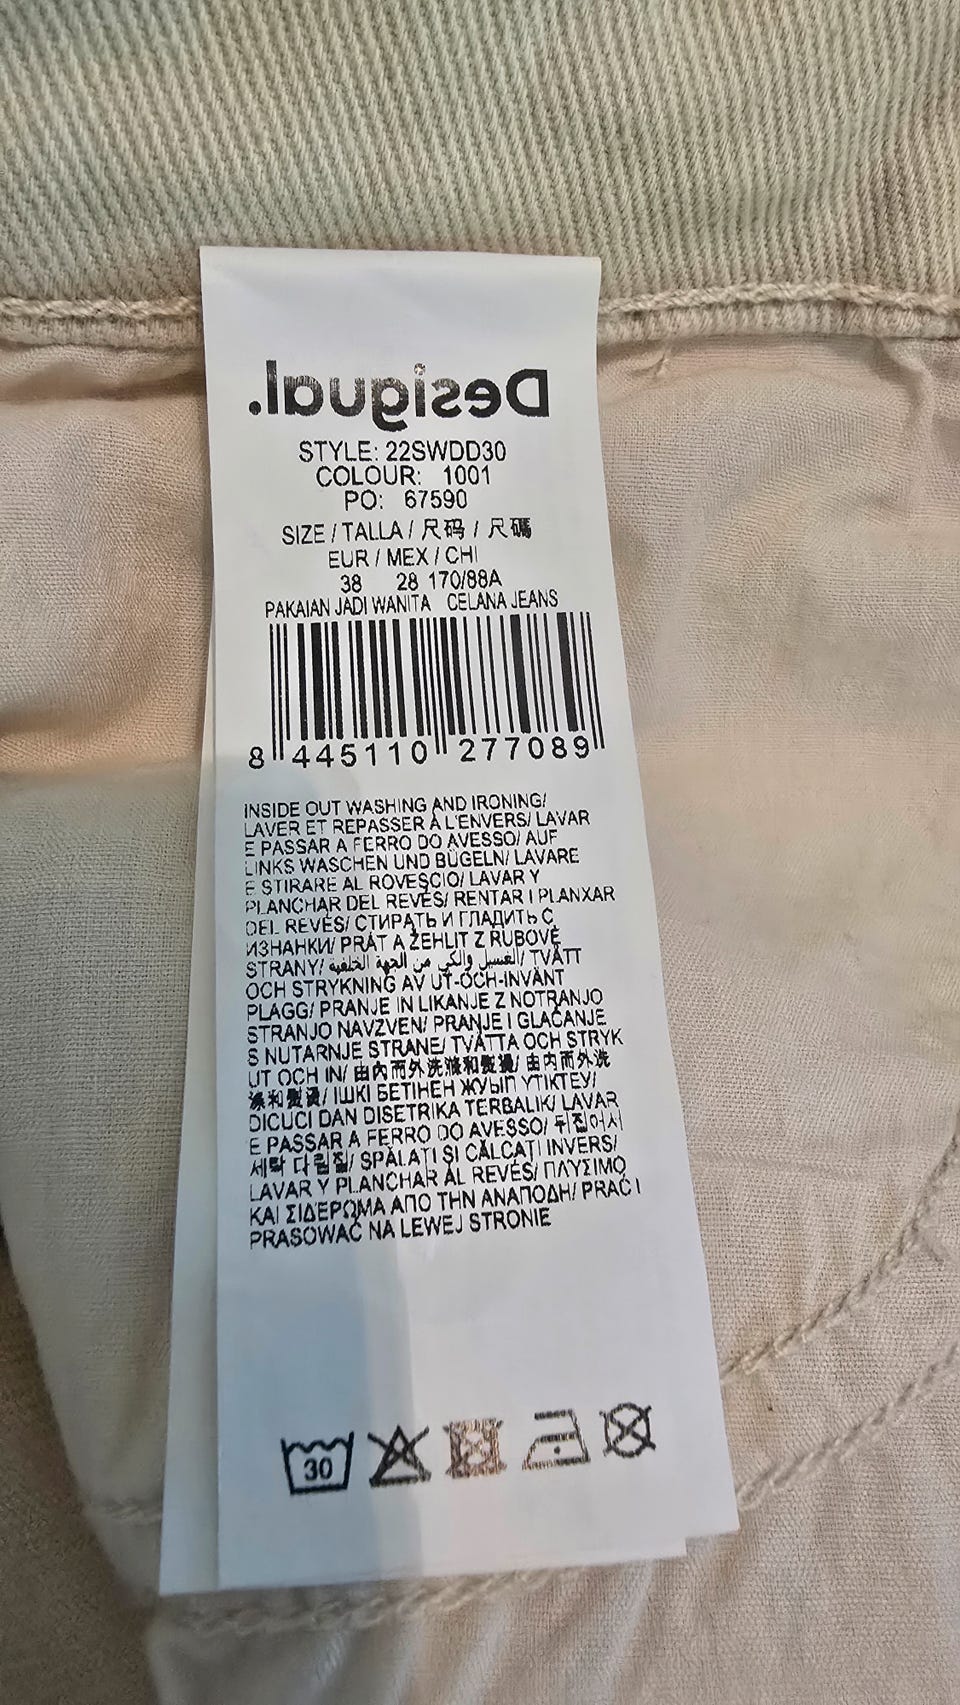 Desigual.
STYLE: 22SWDD30
COLOUR: 1001
PO: 67590
SIZE / TALLA / 尺码 / 尺碼
EUR / MEX / CHI
38 28 170/88A
PAKAIAN JADI WANITA CELANA JEANS
8 445110 277089
INSIDE OUT WASHING AND IRONING/
LAVER ET REPASSER À L'ENVERS/ LAVAR
E PASSAR A FERRO DO AVESSO/ AUF
LINKS WASCHEN UND BÜGELN/ LAVARE
E STIRARE AL ROVESCIO/ LAVAR Y
PLANCHAR DEL REVÉS/ RENTAR I PLANXAR
DEL REVÉS/ СТИРАТЬ И ГЛАДИТЬ С
ИЗНАНКИ/ PRÁT A ŽEHLIT Z RUBOVÉ
STRANY/ الغسيل والكي من الجهة الخلفية/ TVÄTT
OCH STRYKNING AV UT-OCH-INVÄNT
PLAGG/ PRANJE IN LIKANJE Z NOTRANJO
STRANJO NAVZVEN/ PRANJE I GLAČANJE
S NUTARNJE STRANE/ TVÄTTA OCH STRYK
UT OCH IN/ 由内而外洗涤和熨烫/ 由內而外洗
滌和熨燙/ ІШКІ БЕТІНЕН ЖУЫП ҮТІКТЕУ/
DICUCI DAN DISETRIKA TERBALIK/ LAVAR
E PASSAR A FERRO DO AVESSO/ 뒤집어서
세탁 다림질/ SPĂLAȚI ȘI CĂLCAȚI INVERS/
LAVAR Y PLANCHAR AL REVÉS/ ΠΛΥΣΙΜΟ
ΚΑΙ ΣΙΔΕΡΩΜΑ ΑΠΟ ΤΗΝ ΑΝΑΠΟΔΗ/ PRAĆ I
PRASOWAĆ NA LEWEJ STRONIE
30